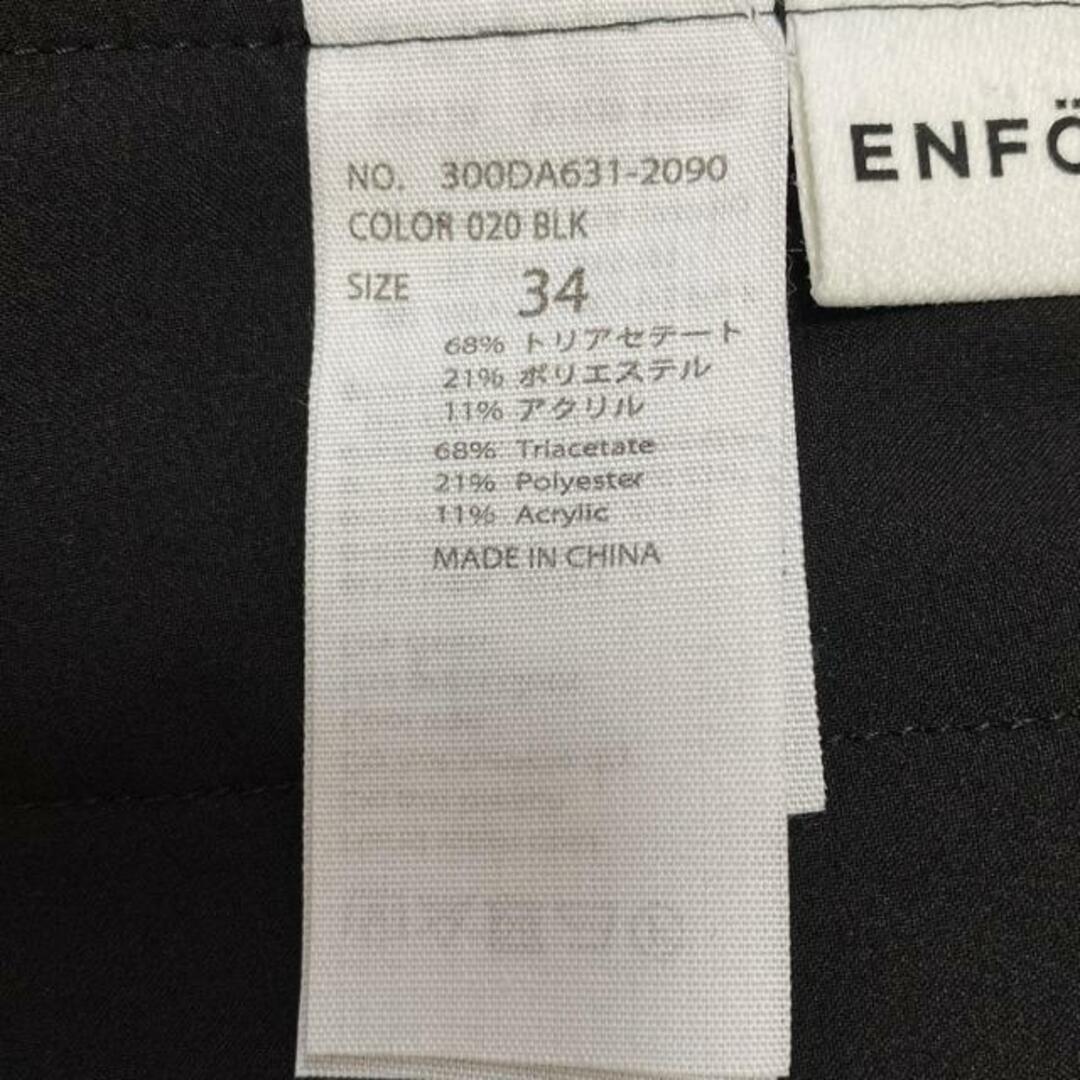 NO. 300DA631-2090
COLOR 020 BLK
SIZE 34
68% トリアセテート
21% ポリエステル
11% アクリル
68% Triacetate
21% Polyester
11% Acrylic
MADE IN CHINA
ENFÖ